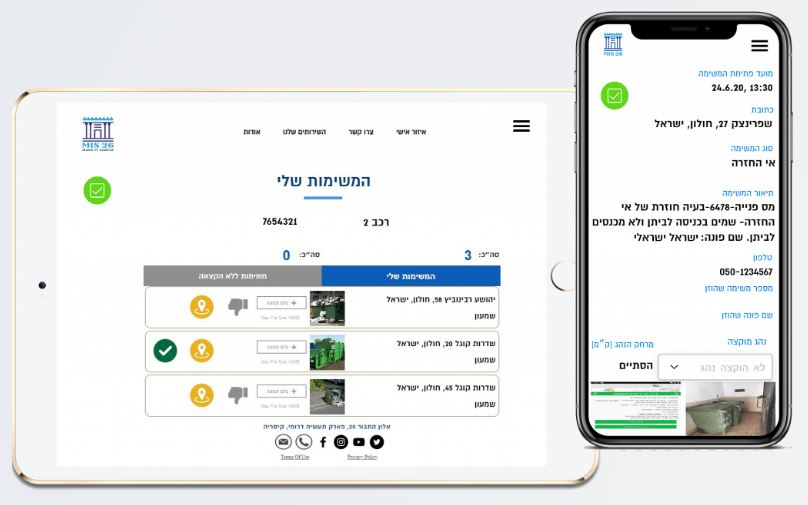 MIS 26
איזור אישי
צרו קשר
השירותים שלנו
אודות
המשימות שלי
רכב 2
7654321
סה"כ: 3
סה"כ: 0
המשימות שלי
משימות ללא הקצאה
יהושע רבינוביץ 58, חולון, ישראל
שמעון
שדרות קוגל 20, חולון, ישראל
שמעון
שדרות קוגל 45, חולון, ישראל
שמעון
אלון התבור 20, פארק תעשיה דרומי, קיסריה
Terms Of Use
Privacy Policy
MIS 26
מועד פתיחת המשימה
24.6.20, 13:30
כתובת
שפרינצק 27, חולון, ישראל
סוג המשימה
אי החזרה
תיאור המשימה
מס פנייה-6478-בעיה חוזרת של אי
החזרה- שמים בכניסה לביתן ולא מכנסים
לביתן. שם פונה: ישראל ישראלי
טלפון
050-1234567
מספר משימה שהוזן
שם פונה שהוזן
נהג מוקצה
מרחק הנהג [ק"מ]
לא הוקצה נהג
הסתיים